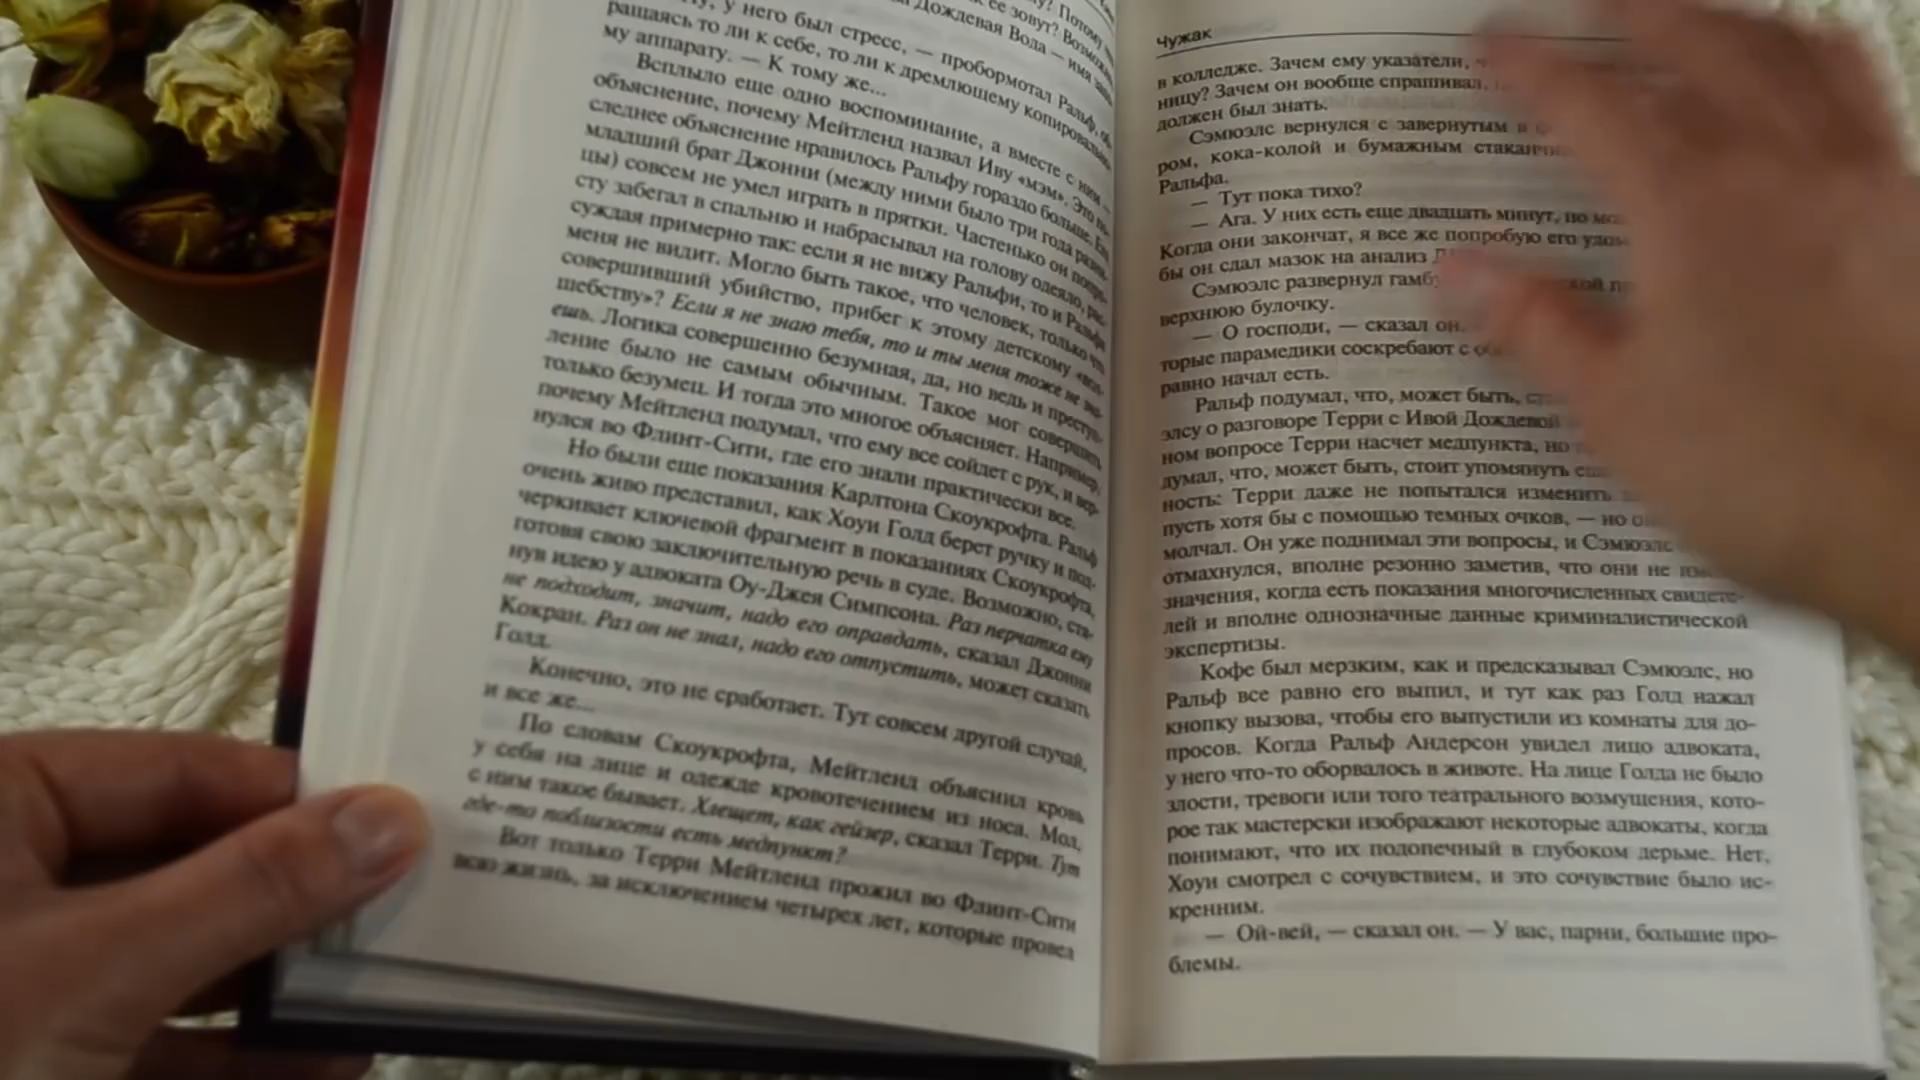 у него был стресс, — пробормотал Ральф, об-
ращаясь то ли к себе, то ли к дремлющему копировально-
му аппарату. — К тому же...
Всплыло еще одно воспоминание, а вместе с ним —
объяснение, почему Мейтленд назвал Иву «мэм». Это по-
следнее объяснение нравилось Ральфу гораздо больше. Его
младший брат Джонни (между ними было три года разни-
цы) совсем не умел играть в прятки. Частенько он попро-
сту забегал в спальню и набрасывал на голову одеяло, рас-
суждая примерно так: если я не вижу Ральфи, то и Ральфи
меня не видит. Могло быть такое, что человек, только что
совершивший убийство, прибег к этому детскому «вол-
шебству»? Если я не знаю тебя, то и ты меня тоже не зна-
ешь. Логика совершенно безумная, да, но ведь и преступ-
ление было не самым обычным. Такое мог совершить
только безумец. И тогда это многое объясняет. Например,
почему Мейтленд подумал, что ему все сойдет с рук, и вер-
нулся во Флинт-Сити, где его знали практически все.
Но были еще показания Карлтона Скоукрофта. Ральф
очень живо представил, как Хоуи Голд берет ручку и под-
черкивает ключевой фрагмент в показаниях Скоукрофта,
готовя свою заключительную речь в суде. Возможно, стя-
нув идею у адвоката Оу-Джея Симпсона. Раз перчатка ему
не подходит, значит, надо его оправдать, сказал Джонни
Кокран. Раз он не знал, надо его отпустить, может сказать
Голд.
Конечно, это не сработает. Тут совсем другой случай,
и все же...
По словам Скоукрофта, Мейтленд объяснил кровь
у себя на лице и одежде кровотечением из носа. Мол,
с ним такое бывает. Хлещет, как гейзер, сказал Терри. Тут
где-то поблизости есть медпункт?
Вот только Терри Мейтленд прожил во Флинт-Сити
всю жизнь, за исключением четырех лет, которые провел
Чужак
в колледже. Зачем ему указатели,
ницу? Зачем он вообще спрашивал,
должен был знать.
Сэмюэлс вернулся с завернутым в
ром, кока-колой и бумажным
Ральфа.
— Тут пока тихо?
— Ага. У них есть еще двадцать минут, но
Когда они закончат, я все же попробую его
бы он сдал мазок на анализ
Сэмюэлс развернул
верхнюю булочку.
— О господи, — сказал он.
торые парамедики соскребают с
равно начал есть.
Ральф подумал, что, может быть,
элсу о разговоре Терри с Ивой Дождевой
ном вопросе Терри насчет медпункта, но
думал, что, может быть, стоит упомянуть
ность: Терри даже не попытался изменить
пусть хотя бы с помощью темных очков, — но
молчал. Он уже поднимал эти вопросы, и Сэмюэлс
отмахнулся, вполне резонно заметив, что они не
значения, когда есть показания многочисленных свидете-
лей и вполне однозначные данные криминалистической
экспертизы.
Кофе был мерзким, как и предсказывал Сэмюэлс, но
Ральф все равно его выпил, и тут как раз Голд нажал
кнопку вызова, чтобы его выпустили из комнаты для до-
просов. Когда Ральф Андерсон увидел лицо адвоката,
у него что-то оборвалось в животе. На лице Голда не было
злости, тревоги или того театрального возмущения, кото-
рое так мастерски изображают некоторые адвокаты, когда
понимают, что их подопечный в глубоком дерьме. Нет,
Хоуи смотрел с сочувствием, и это сочувствие было ис-
кренним.
— Ой-вей, — сказал он. — У вас, парни, большие про-
блемы.